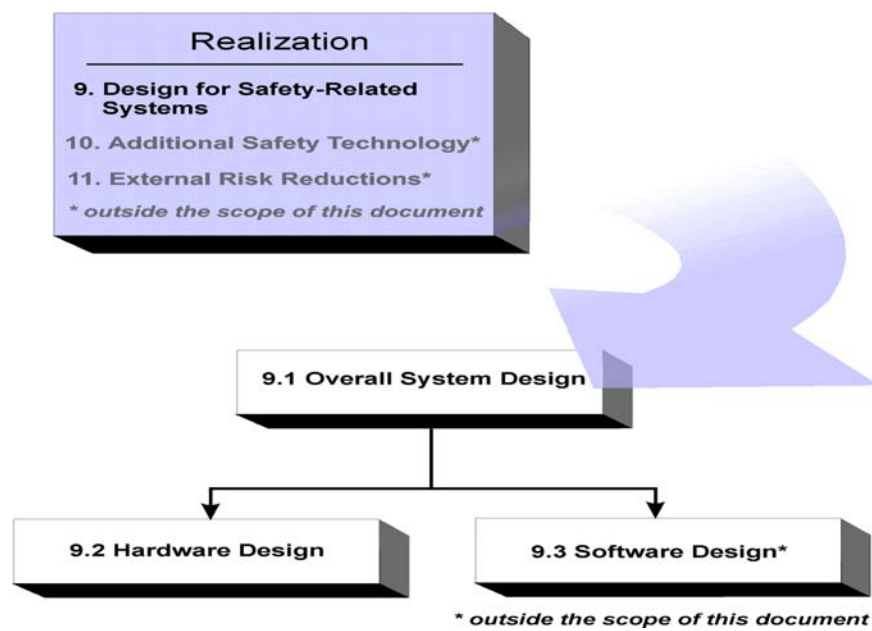 Realization
9. Design for Safety-Related
Systems
10. Additional Safety Technology*
11. External Risk Reductions*
* outside the scope of this document
9.1 Overall System Design
9.2 Hardware Design
9.3 Software Design*
* outside the scope of this document